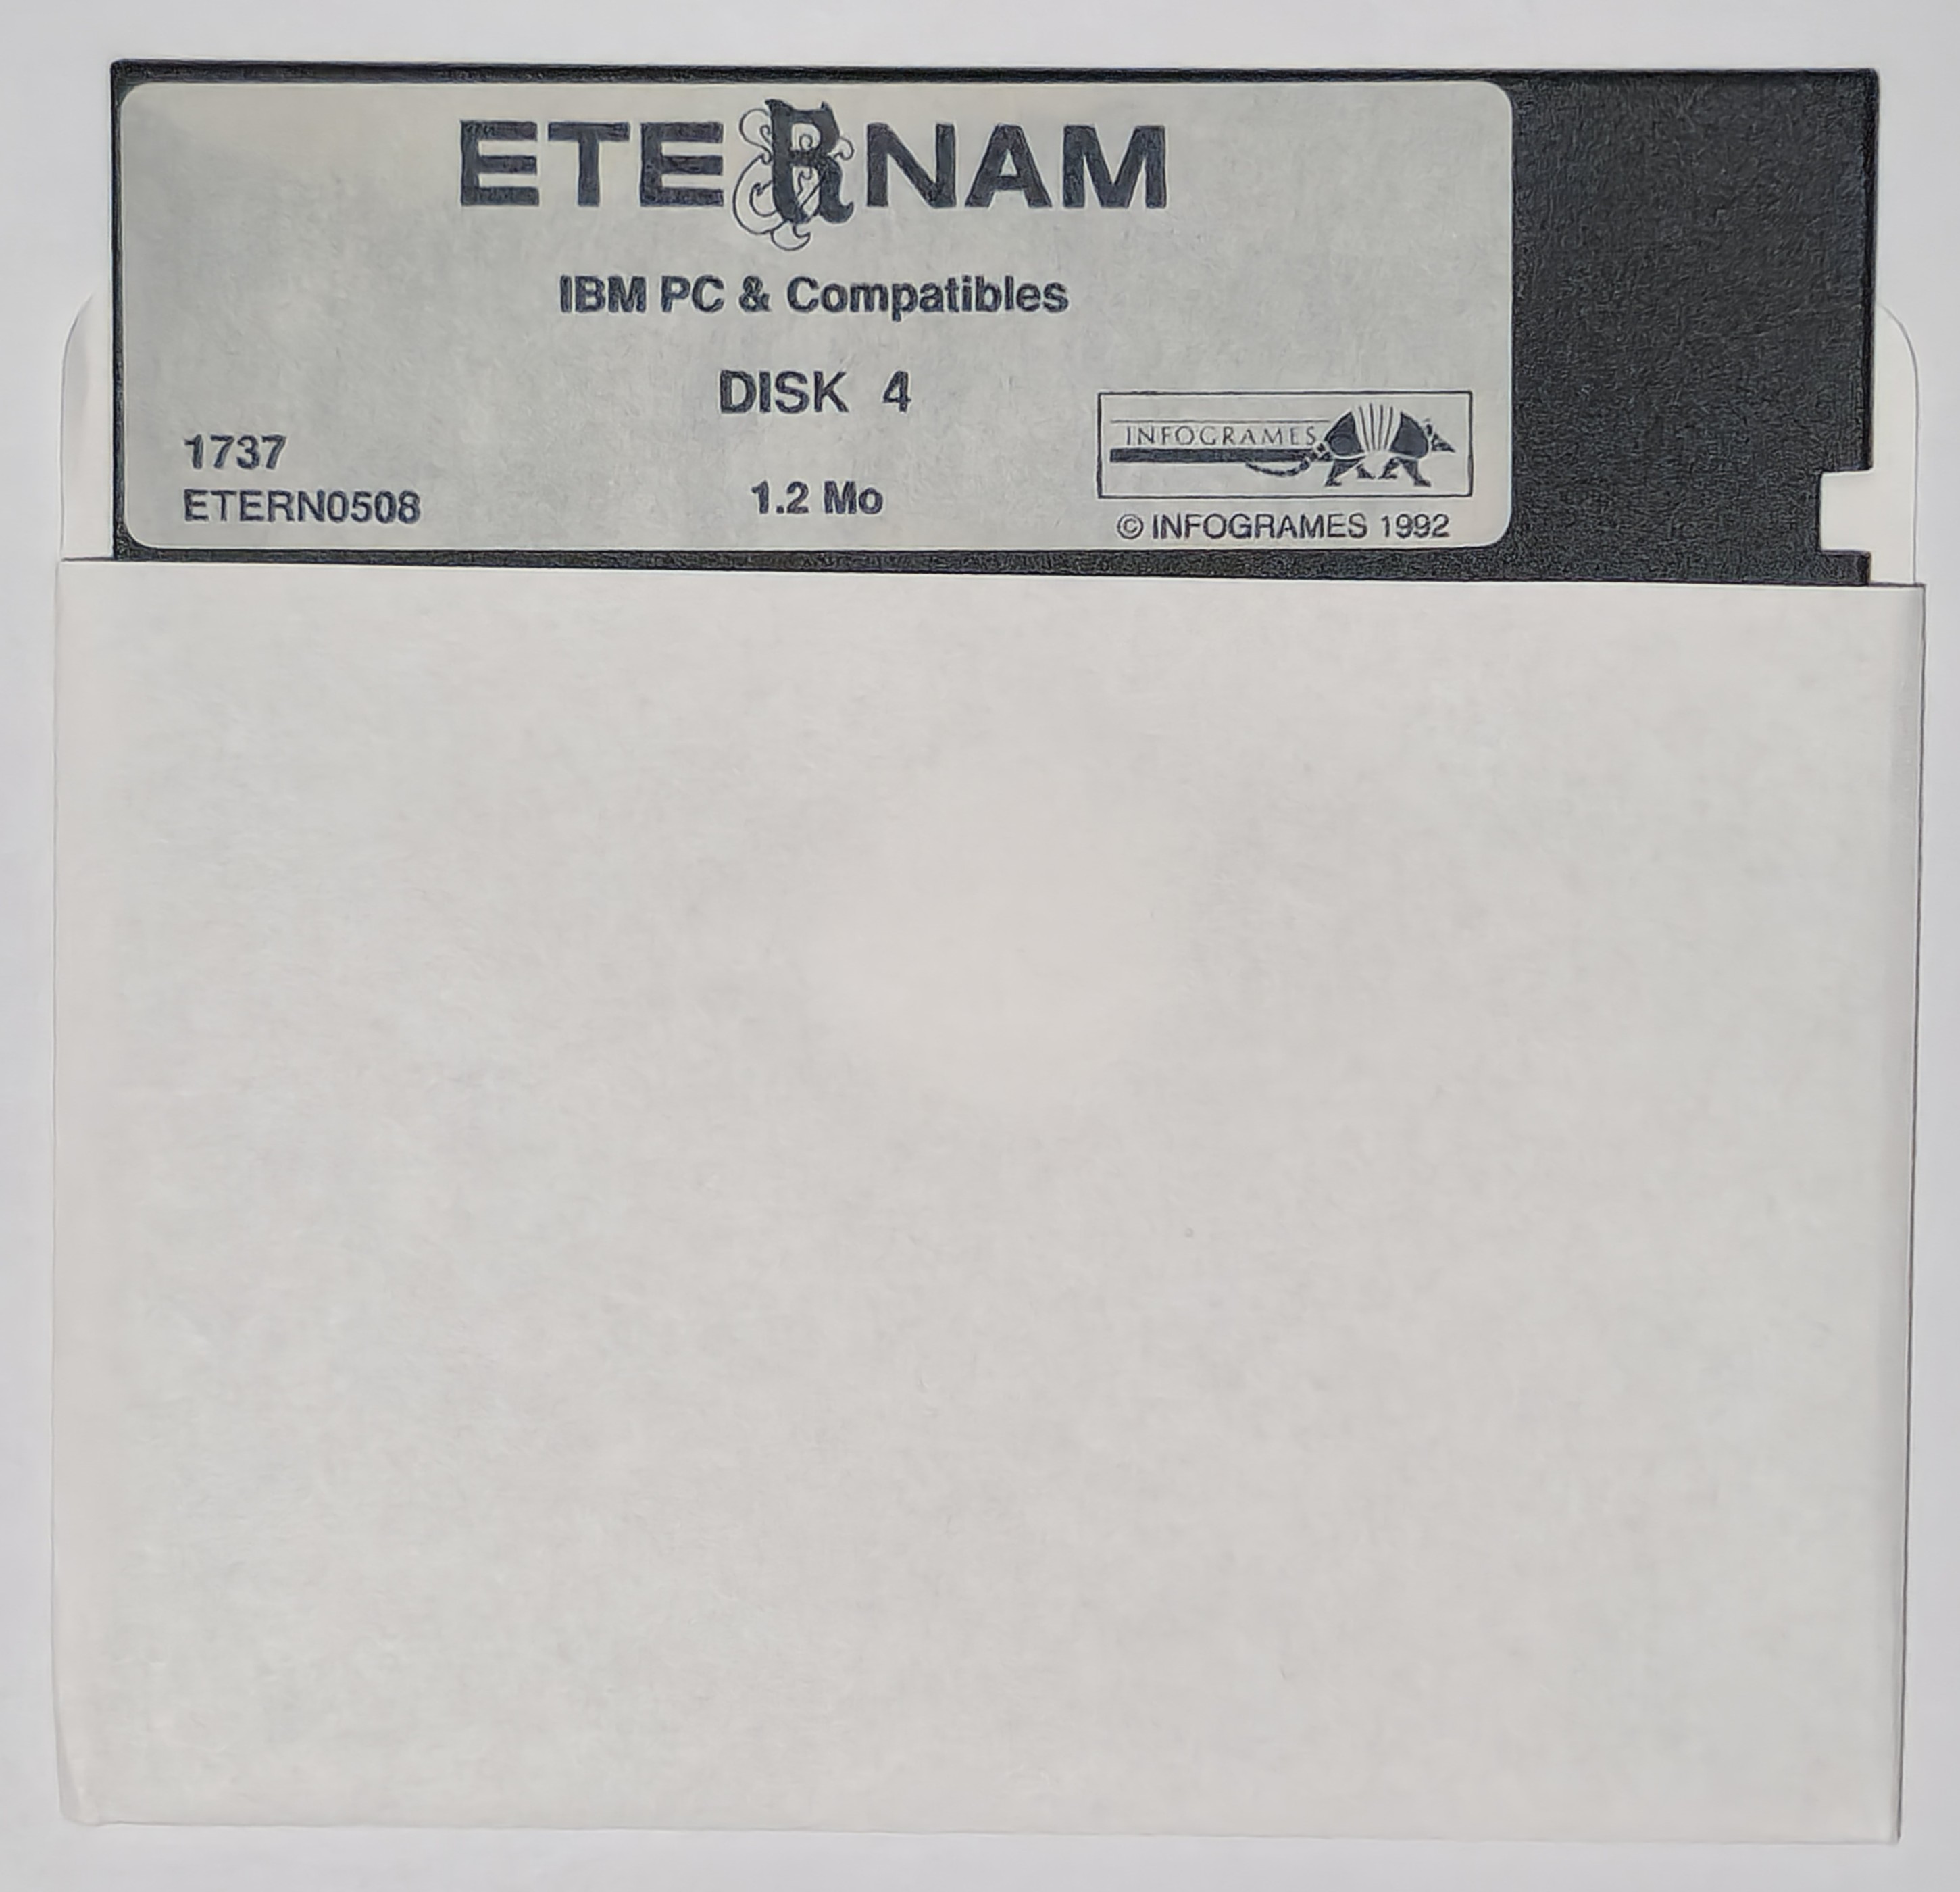 ETERNAM
IBM PC & Compatibles
DISK 4
INFOGRAMES
1737
ETERN0508
1.2 Mo
© INFOGRAMES 1992